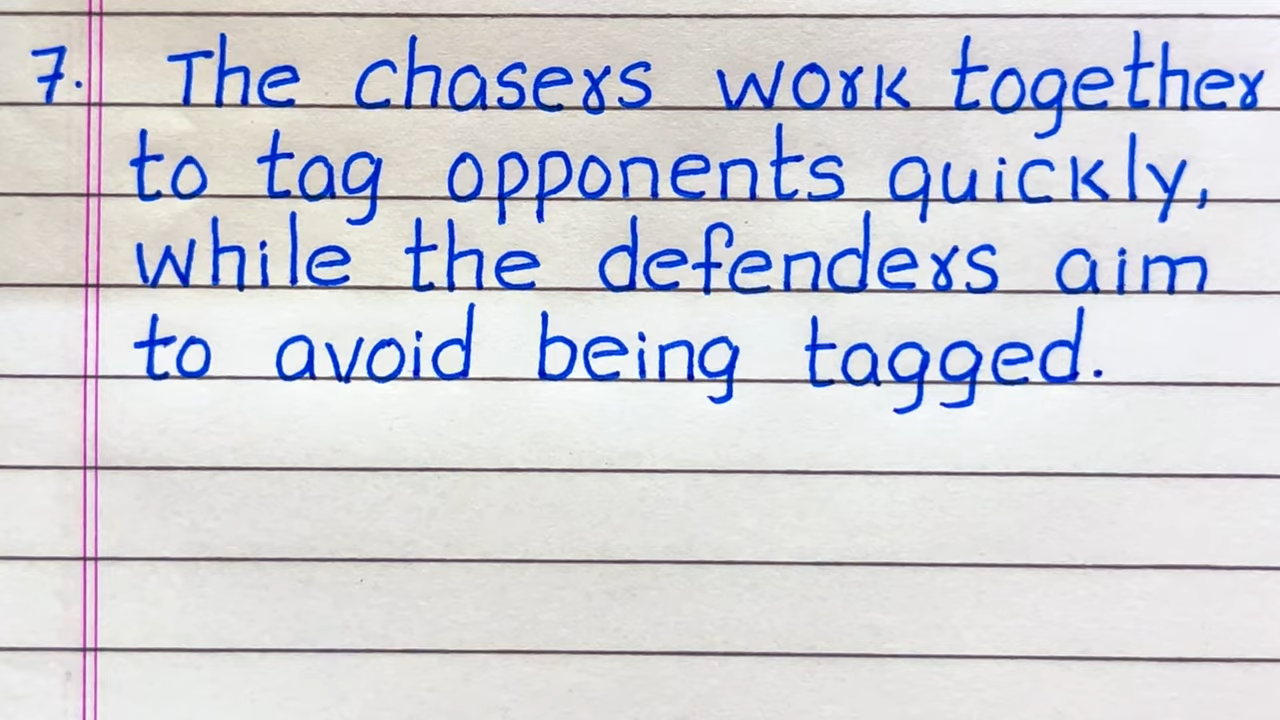 7. The chasers work together
to tag opponents quickly,
while the defenders aim
to avoid being tagged.